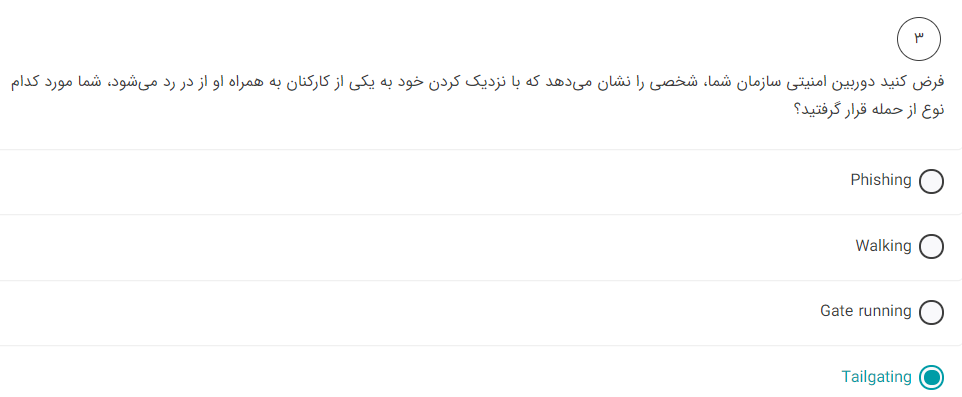 ۳
فرض کنید دوربین امنیتی سازمان شما، شخصی را نشان می‌دهد که با نزدیک کردن خود به یکی از کارکنان به همراه او از در رد می‌شود، شما مورد کدام
نوع از حمله قرار گرفتید؟
Phishing
Walking
Gate running
Tailgating